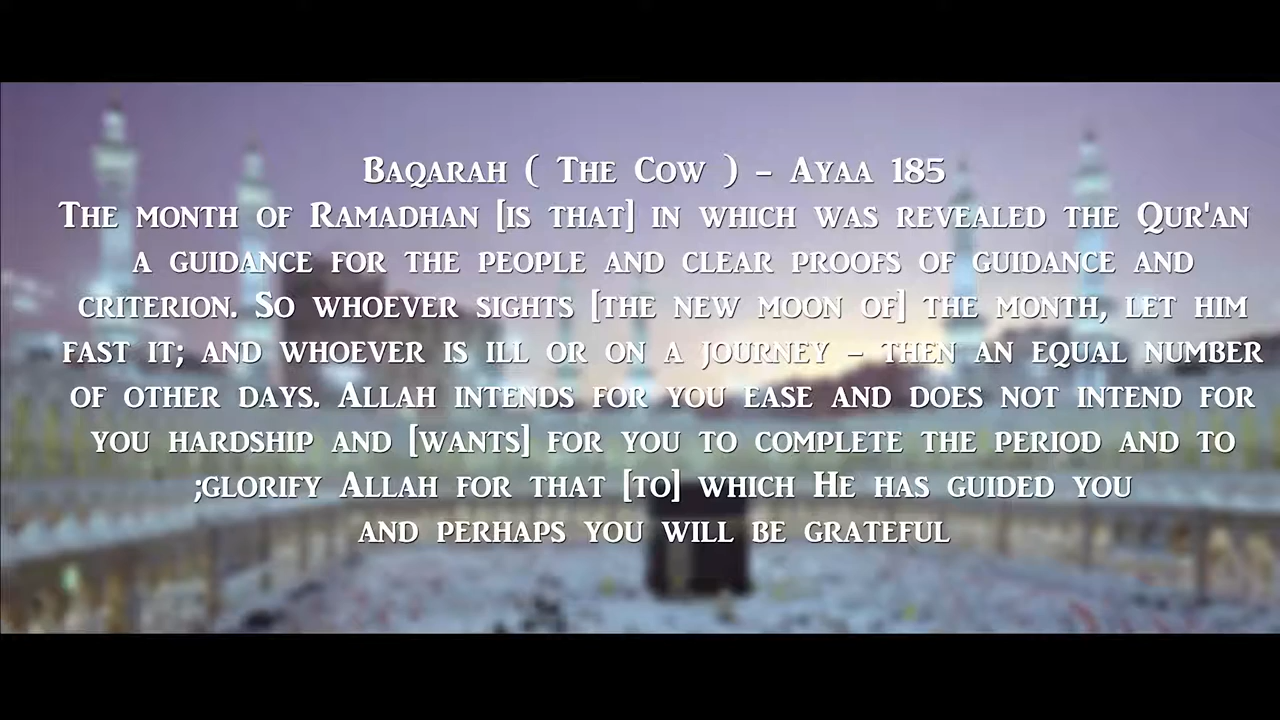 Baqarah ( The Cow ) – Ayaa 185
The month of Ramadhan [is that] in which was revealed the Qur'an
a guidance for the people and clear proofs of guidance and
criterion. So whoever sights [the new moon of] the month, let him
fast it; and whoever is ill or on a journey – then an equal number
of other days. Allah intends for you ease and does not intend for
you hardship and [wants] for you to complete the period and to
;glorify Allah for that [to] which He has guided you
and perhaps you will be grateful